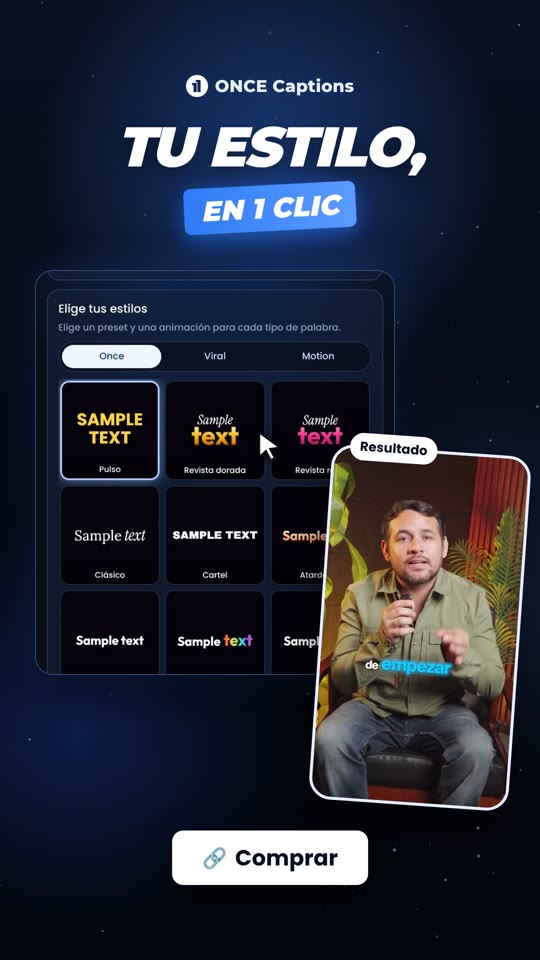 ONCE Captions
TU ESTILO,
EN 1 CLIC
Elige tus estilos
Elige un preset y una animación para cada tipo de palabra.
Once
Viral
Motion
SAMPLE
TEXT
Pulso
Sample
text
Revista dorada
Sample
text
Revista
Resultado
Sample text
Clásico
SAMPLE TEXT
Cartel
Sample
Sample text
Sample text
de empezar
Comprar